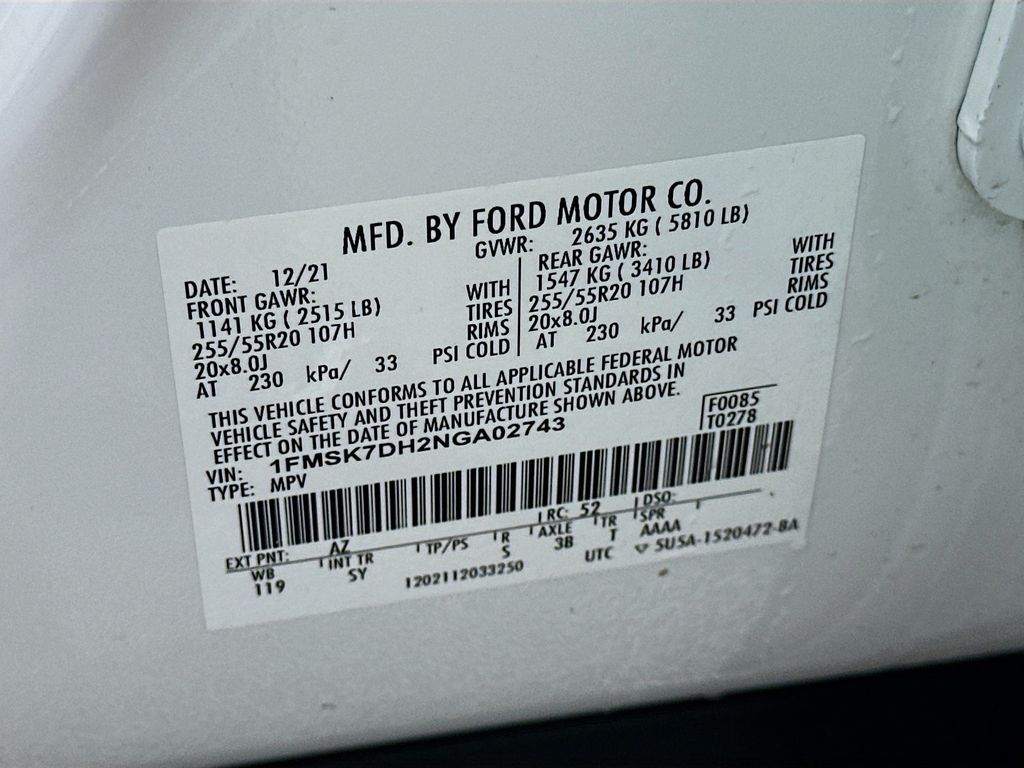 MFD. BY FORD MOTOR CO.
DATE: 12/21
GVWR: 2635 KG ( 5810 LB)
FRONT GAWR:
1141 KG ( 2515 LB) WITH
255/55R20 107H TIRES
20x8.0J RIMS
AT 230 kPa/ 33 PSI COLD
REAR GAWR:
1547 KG ( 3410 LB) WITH
255/55R20 107H TIRES
20x8.0J RIMS
AT 230 kPa/ 33 PSI COLD
THIS VEHICLE CONFORMS TO ALL APPLICABLE FEDERAL MOTOR
VEHICLE SAFETY AND THEFT PREVENTION STANDARDS IN
EFFECT ON THE DATE OF MANUFACTURE SHOWN ABOVE.
VIN: 1FMSK7DH2NGA02743
TYPE: MPV
F0085
T0278
EXT PNT: AZ RC: 52 DSO:
WB INT TR TP/PS R AXLE TR SPR
119 SY S 3B T AAAA
1202112033250 UTC SU5A-1520472-BA